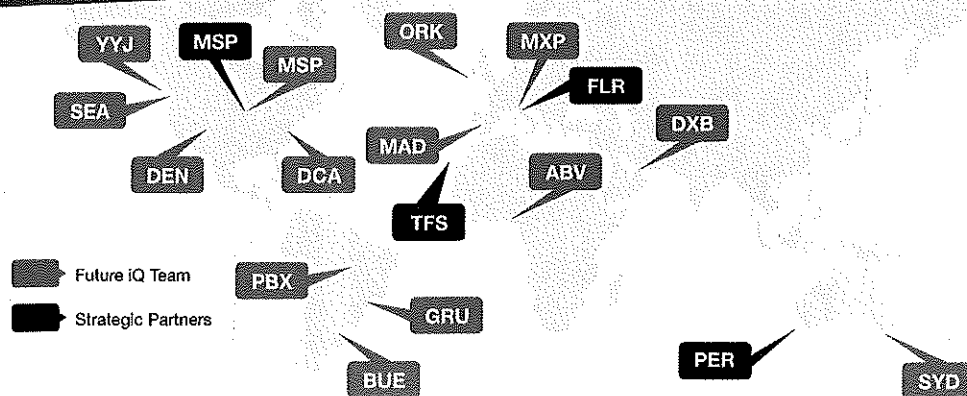 YYJ
MSP
MSP
SEA
DEN
DCA
ORK
MXP
FLR
MAD
DXB
ABV
TFS
PBX
GRU
BUE
PER
SYD
Future iQ Team
Strategic Partners